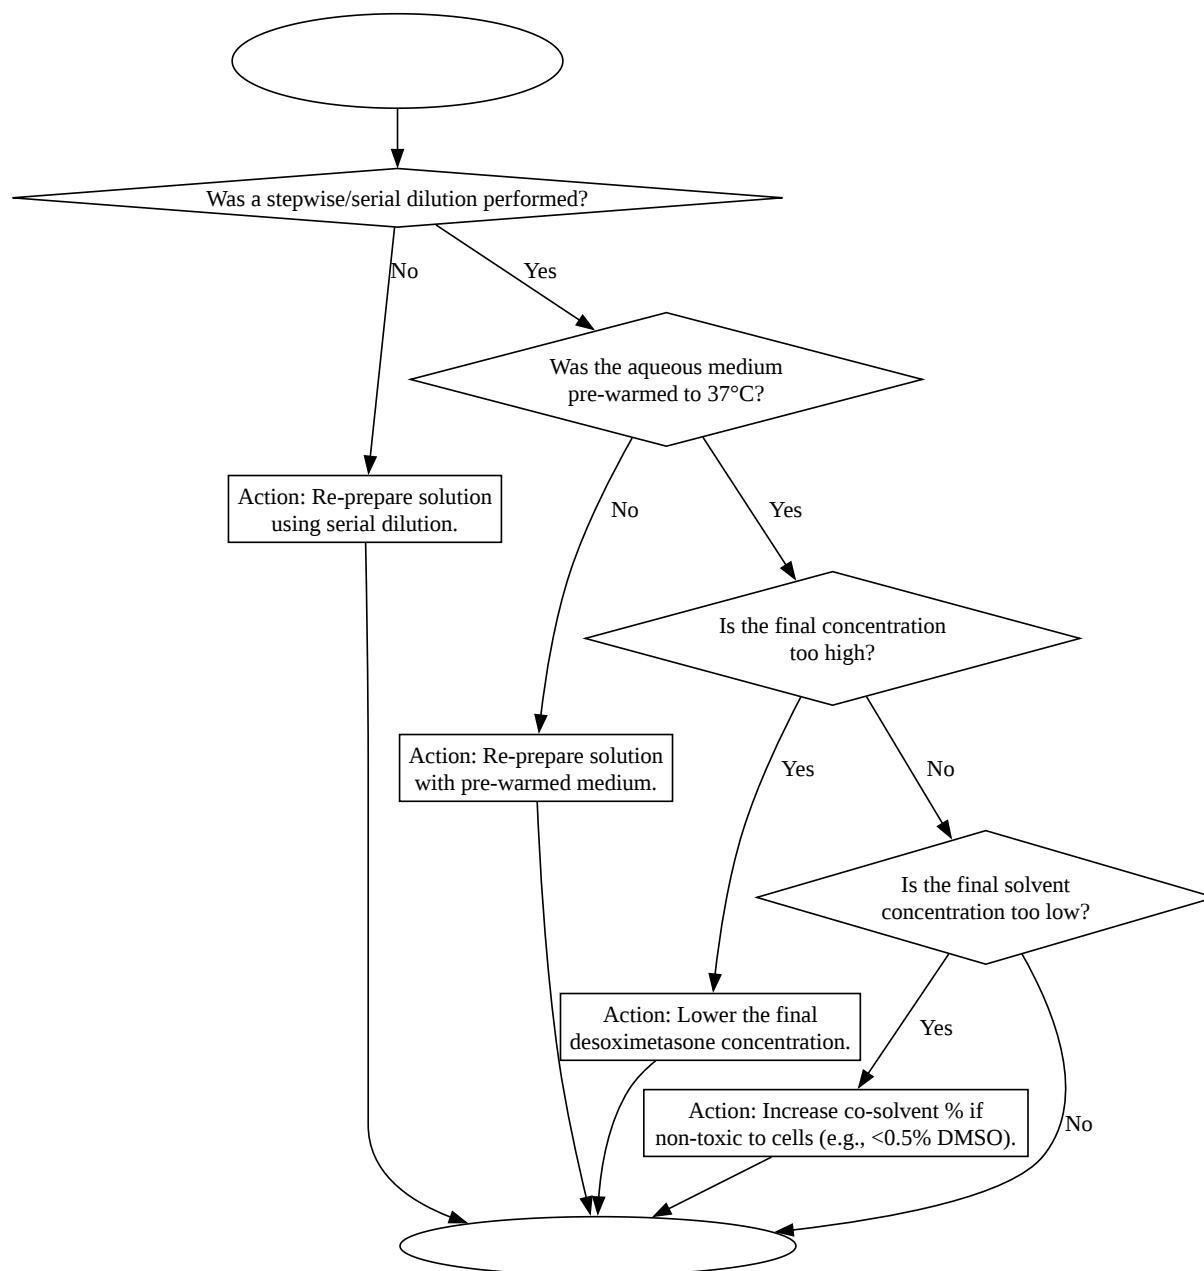 Was a stepwise/serial dilution performed?
No
Yes
Was the aqueous medium
pre-warmed to 37°C?
Action: Re-prepare solution
using serial dilution.
No
Yes
Is the final concentration
too high?
Action: Re-prepare solution
with pre-warmed medium.
Yes
No
Is the final solvent
concentration too low?
Action: Lower the final
desoximetasone concentration.
Yes
Action: Increase co-solvent % if
non-toxic to cells (e.g., <0.5% DMSO).
No